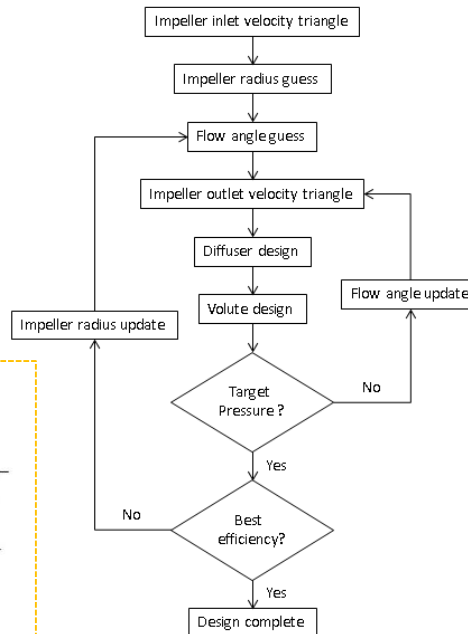 Impeller inlet velocity triangle
Impeller radius guess
Flow angle guess
Impeller outlet velocity triangle
Diffuser design
Flow angle update
Volute design
Impeller radius update
Target
Pressure?
No
Yes
No
Best
efficiency?
Yes
Design complete